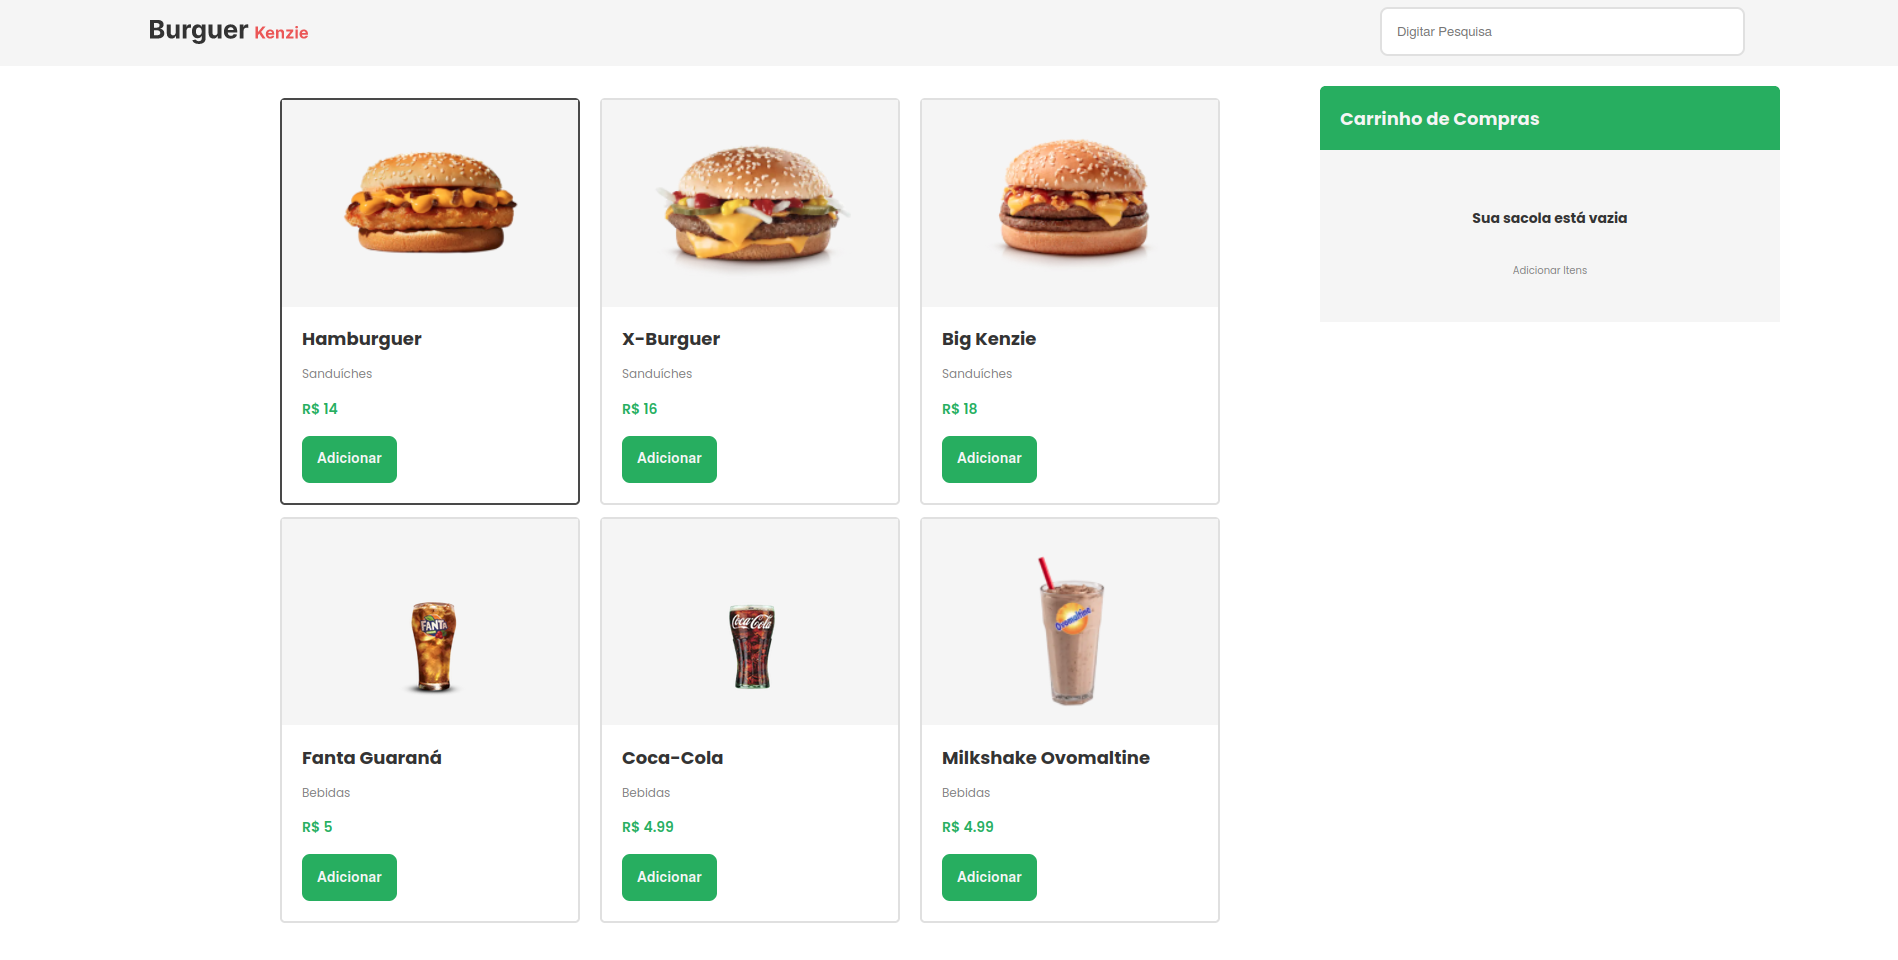 Burguer Kenzie
Digitar Pesquisa
Hamburguer
Sanduíches
R$ 14
Adicionar
X-Burguer
Sanduíches
R$ 16
Adicionar
Big Kenzie
Sanduíches
R$ 18
Adicionar
FANTA
Fanta Guaraná
Bebidas
R$ 5
Adicionar
Coca-Cola
Coca-Cola
Bebidas
R$ 4.99
Adicionar
Ovomaltine
Milkshake Ovomaltine
Bebidas
R$ 4.99
Adicionar
Carrinho de Compras
Sua sacola está vazia
Adicionar Itens